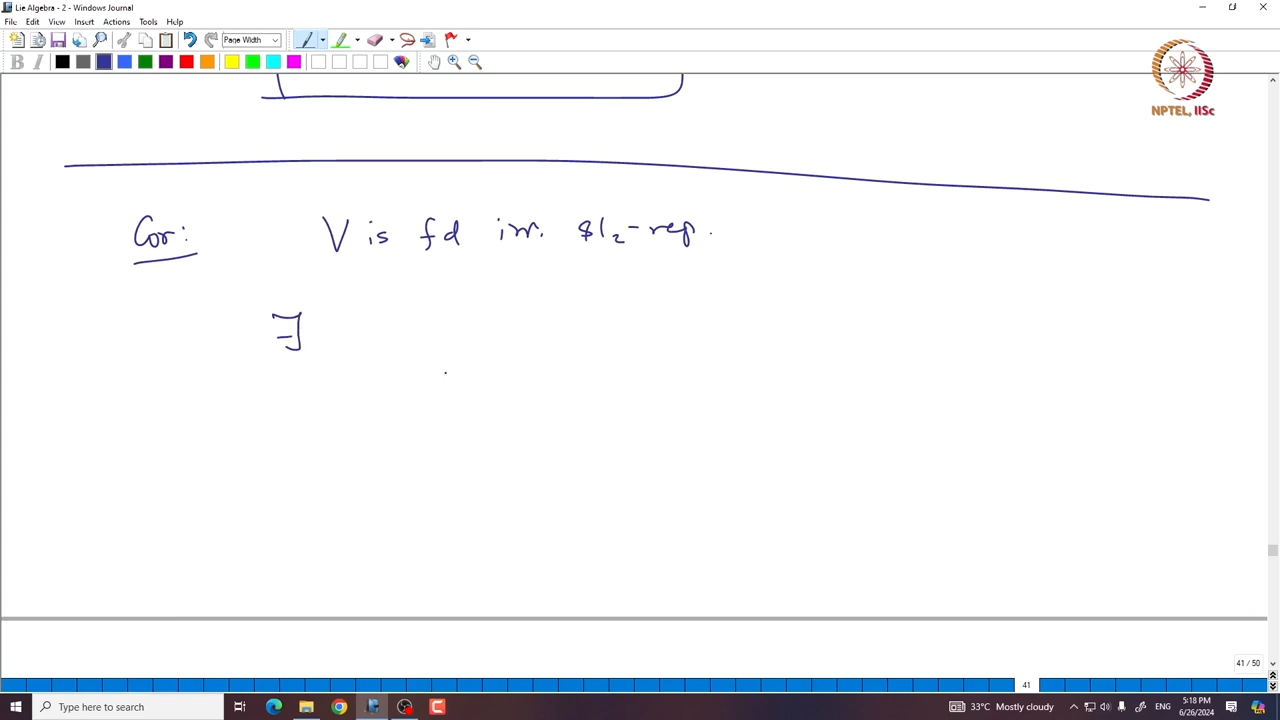 Lie Algebra - 2 - Windows Journal
File Edit View Insert Actions Tools Help
Page Width
NPTEL, IISc
Cor: V is fd irr. sl₂-rep.
∃
41 / 50
41
Type here to search
33°C Mostly cloudy
ENG
5:18 PM
6/26/2024